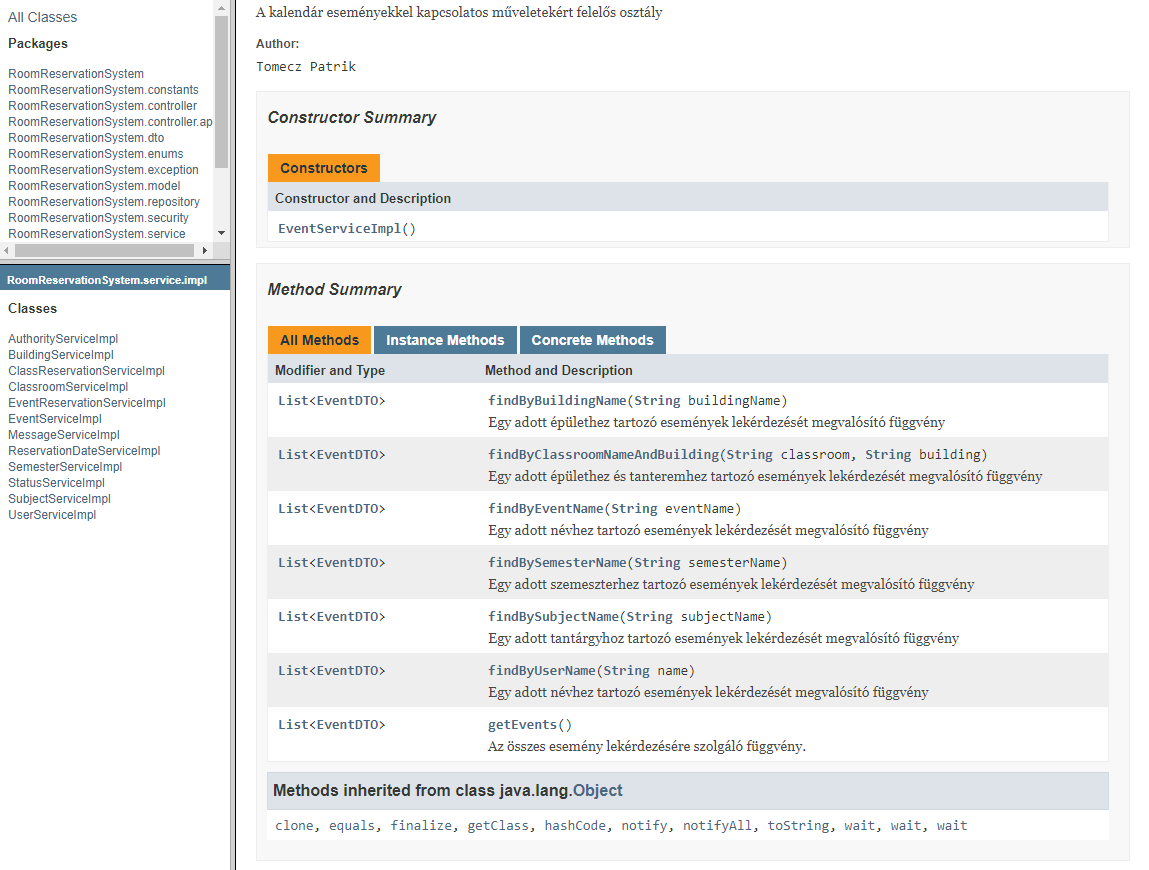 All Classes
Packages
RoomReservationSystem
RoomReservationSystem.constants
RoomReservationSystem.controller
RoomReservationSystem.controller.ap
RoomReservationSystem.dto
RoomReservationSystem.enums
RoomReservationSystem.exception
RoomReservationSystem.model
RoomReservationSystem.repository
RoomReservationSystem.security
RoomReservationSystem.service
RoomReservationSystem.service.impl
Classes
AuthorityServiceImpl
BuildingServiceImpl
ClassReservationServiceImpl
ClassroomServiceImpl
EventReservationServiceImpl
EventServiceImpl
MessageServiceImpl
ReservationDateServiceImpl
SemesterServiceImpl
StatusServiceImpl
SubjectServiceImpl
UserServiceImpl
A kalendár eseményekkel kapcsolatos műveletekért felelős osztály
Author:
Tomecz Patrik
Constructor Summary
Constructors
Constructor and Description
EventServiceImpl()
Method Summary
All Methods Instance Methods Concrete Methods
Modifier and Type Method and Description
List<EventDTO> findByBuildingName(String buildingName)
Egy adott épülethez tartozó események lekérdezését megvalósító függvény
List<EventDTO> findByClassroomNameAndBuilding(String classroom, String building)
Egy adott épülethez és tanteremhez tartozó események lekérdezését megvalósító függvény
List<EventDTO> findByEventName(String eventName)
Egy adott névhez tartozó események lekérdezését megvalósító függvény
List<EventDTO> findBySemesterName(String semesterName)
Egy adott szemeszterhez tartozó események lekérdezését megvalósító függvény
List<EventDTO> findBySubjectName(String subjectName)
Egy adott tantárgyhoz tartozó események lekérdezését megvalósító függvény
List<EventDTO> findByUserName(String name)
Egy adott névhez tartozó események lekérdezését megvalósító függvény
List<EventDTO> getEvents()
Az összes esemény lekérdezésére szolgáló függvény.
Methods inherited from class java.lang.Object
clone, equals, finalize, getClass, hashCode, notify, notifyAll, toString, wait, wait, wait